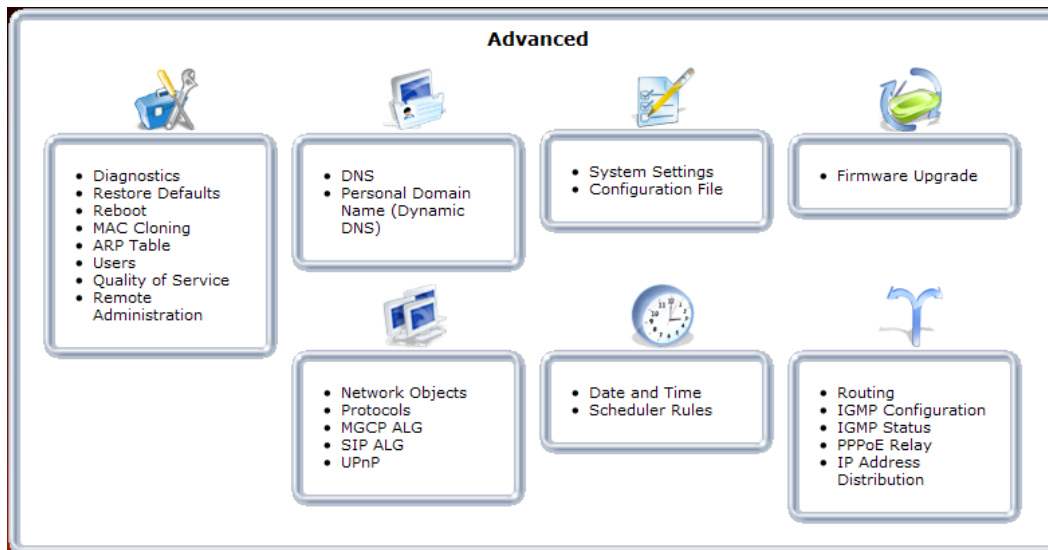 Advanced
Diagnostics
Restore Defaults
Reboot
MAC Cloning
ARP Table
Users
Quality of Service
Remote
Administration
DNS
Personal Domain
Name (Dynamic
DNS)
System Settings
Configuration File
Firmware Upgrade
Network Objects
Protocols
MGCP ALG
SIP ALG
UPnP
Date and Time
Scheduler Rules
Routing
IGMP Configuration
IGMP Status
PPPoE Relay
IP Address
Distribution